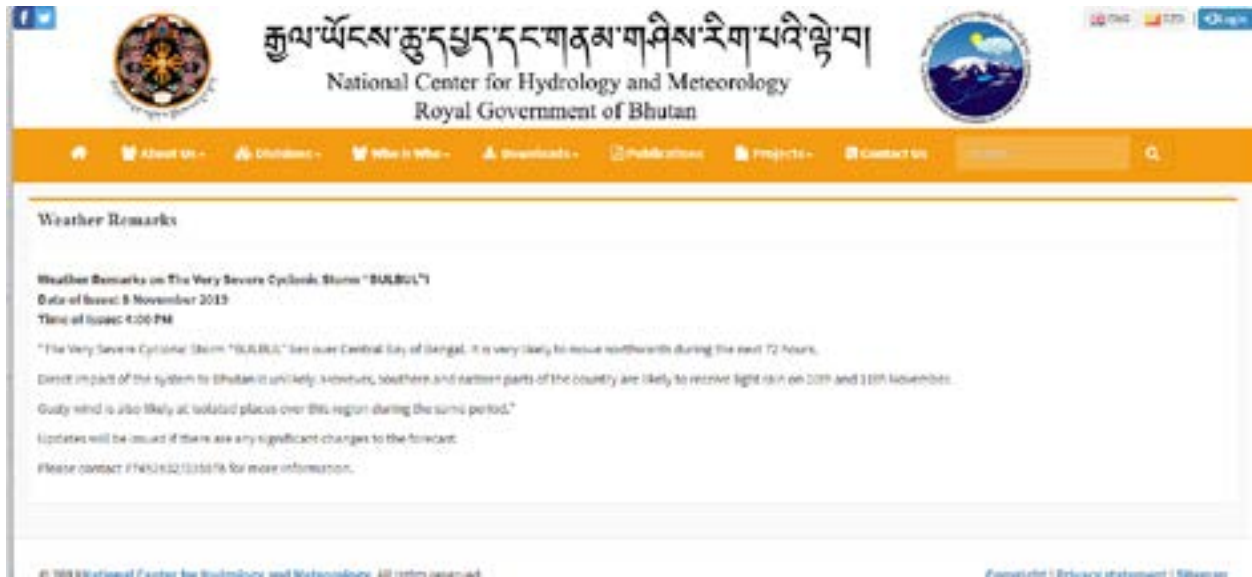 རྒྱལ་ཡོངས་ཆུ་དཔྱད་དང་གནམ་གཤིས་རིག་པའི་ལྟེ་བ།
National Center for Hydrology and Meteorology
Royal Government of Bhutan
Login
About Us Divisions Who is Who Downloads Publications Projects Contact Us
Weather Remarks
Weather Remarks on The Very Severe Cyclonic Storm "BULBUL"!
Date of Issue: 8 November 2019
Time of Issue: 4:00 PM
"The Very Severe Cyclonic Storm "BULBUL" lies over Central Bay of Bengal. It is very likely to move northwards during the next 72 hours.
Direct impact of the system to Bhutan is unlikely. However, southern and eastern parts of the country are likely to receive light rain on 10th and 11th November.
Gusty wind is also likely at isolated places over this region during the same period."
Updates will be issued if there are any significant changes to the forecast.
Please contact for more information.
© National Center for Hydrology and Meteorology. All rights reserved.
Copyright | Privacy statement | Sitemap